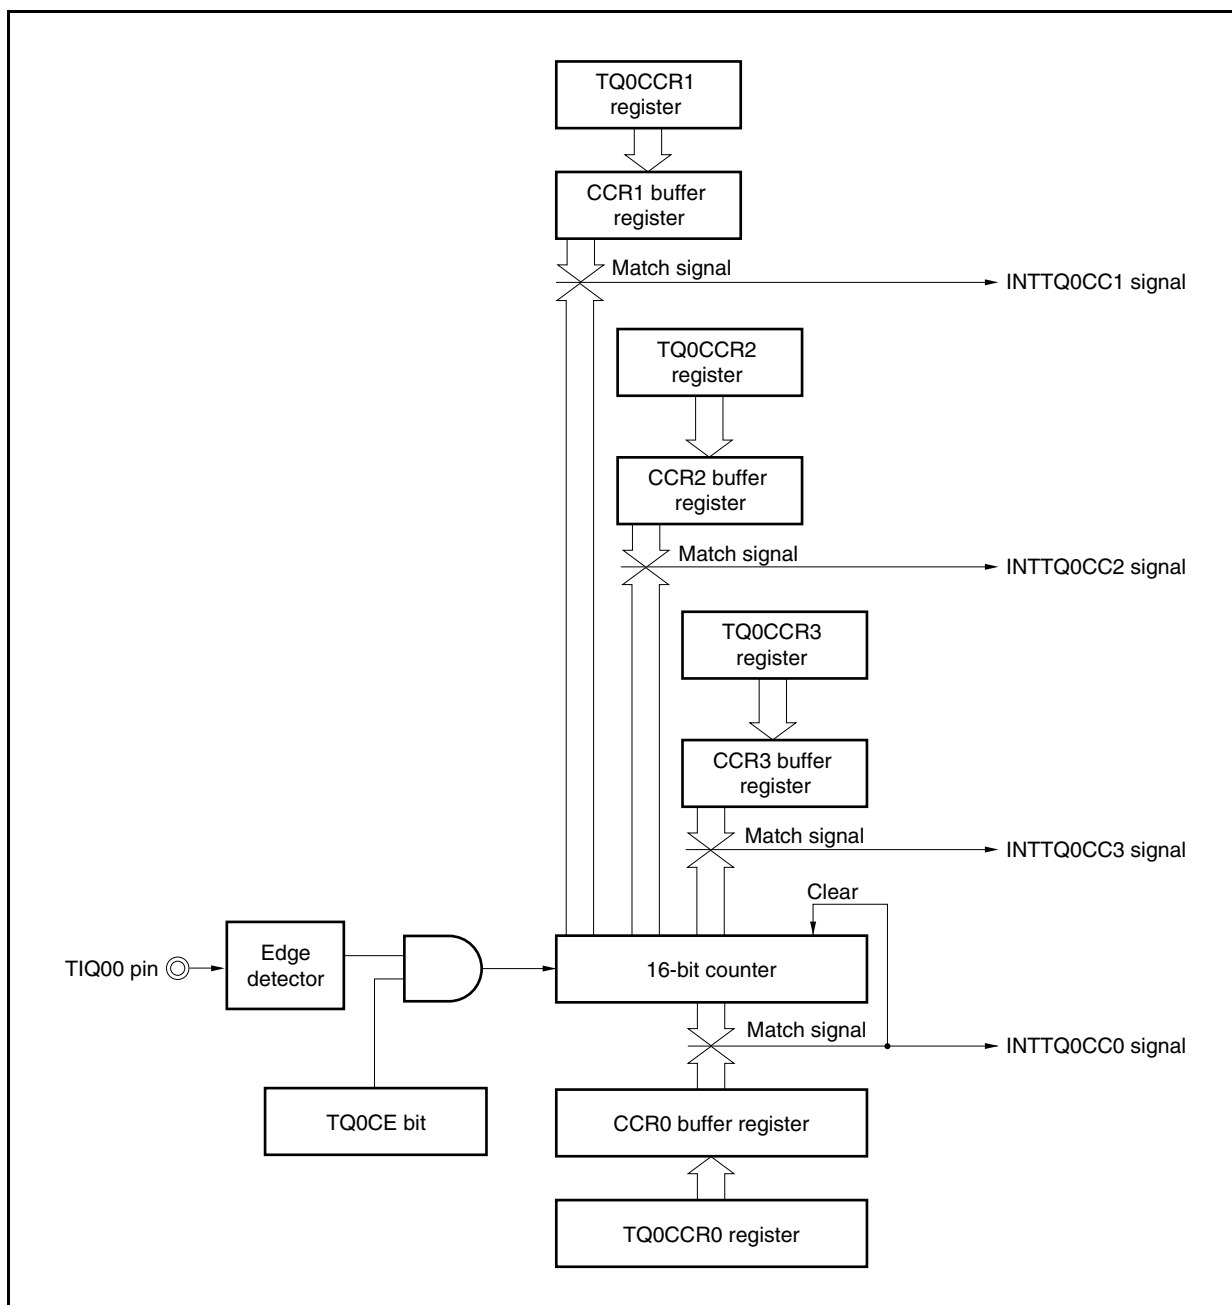 TQ0CCR1
register
CCR1 buffer
register
Match signal
INTTQ0CC1 signal
TQ0CCR2
register
CCR2 buffer
register
Match signal
INTTQ0CC2 signal
TQ0CCR3
register
CCR3 buffer
register
Match signal
INTTQ0CC3 signal
Clear
TIQ00 pin
Edge
detector
16-bit counter
Match signal
INTTQ0CC0 signal
TQ0CE bit
CCR0 buffer register
TQ0CCR0 register